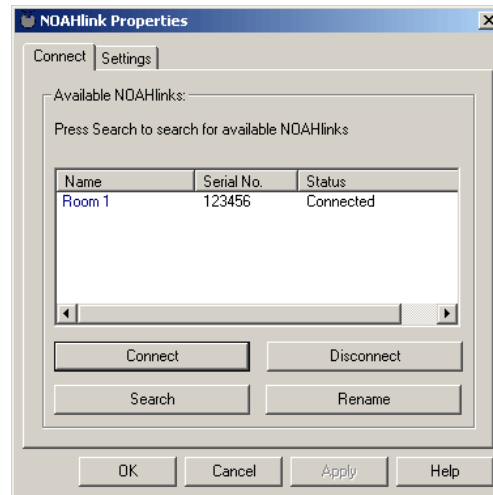 NOAHlink Properties
Connect Settings
Available NOAHlinks:
Press Search to search for available NOAHlinks
Name Serial No. Status
Room 1 123456 Connected
Connect Disconnect
Search Rename
OK Cancel Apply Help